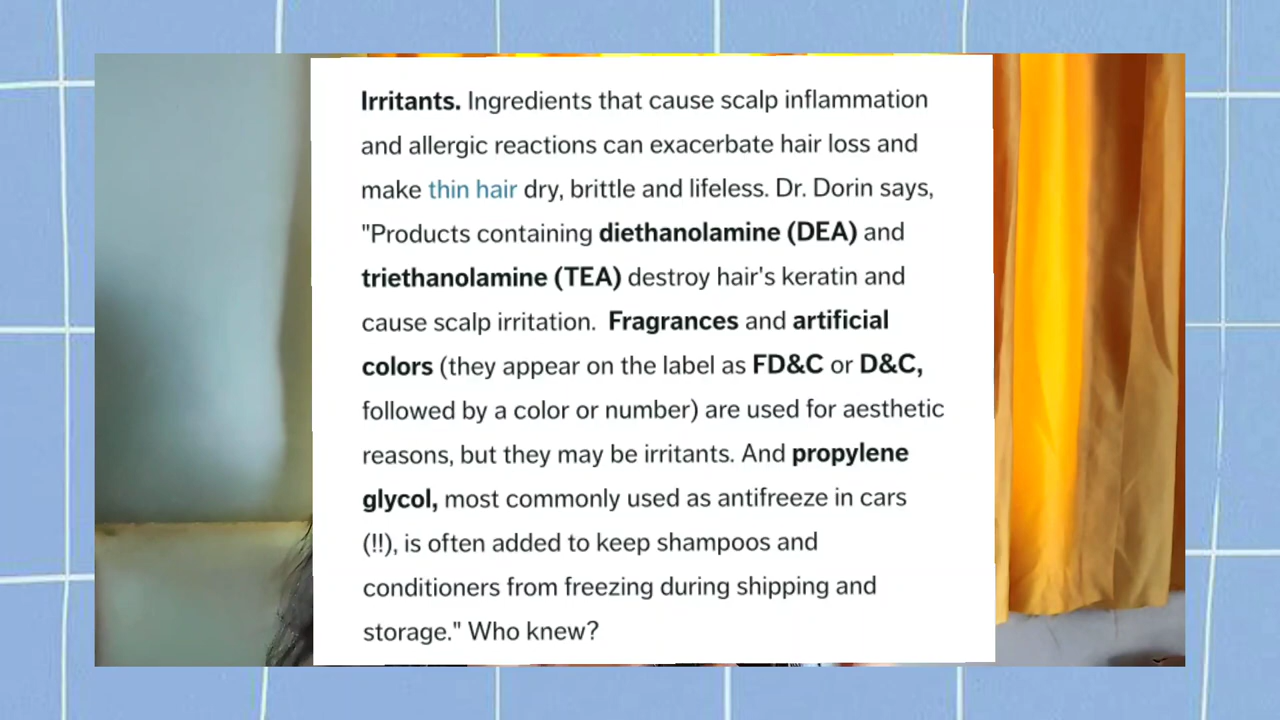 Irritants. Ingredients that cause scalp inflammation
and allergic reactions can exacerbate hair loss and
make thin hair dry, brittle and lifeless. Dr. Dorin says,
"Products containing diethanolamine (DEA) and
triethanolamine (TEA) destroy hair's keratin and
cause scalp irritation. Fragrances and artificial
colors (they appear on the label as FD&C or D&C,
followed by a color or number) are used for aesthetic
reasons, but they may be irritants. And propylene
glycol, most commonly used as antifreeze in cars
(!!), is often added to keep shampoos and
conditioners from freezing during shipping and
storage." Who knew?